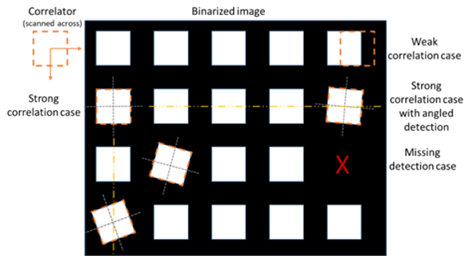 Correlator
(scanned across)
Binarized image
Weak
correlation case
Strong
correlation case
Strong
correlation case
with angled
detection
Missing
detection case
X